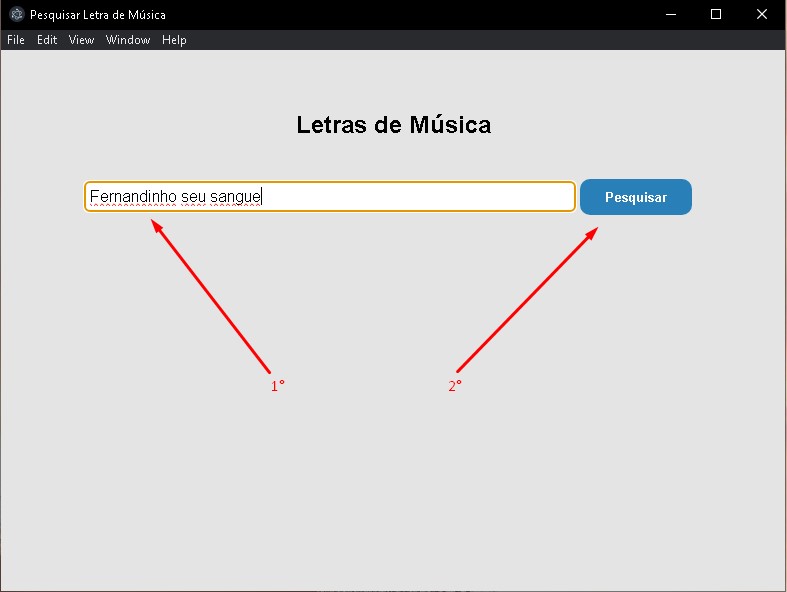 Pesquisar Letra de Música
File Edit View Window Help
Letras de Música
Fernandinho seu sangue
Pesquisar
1°
2°